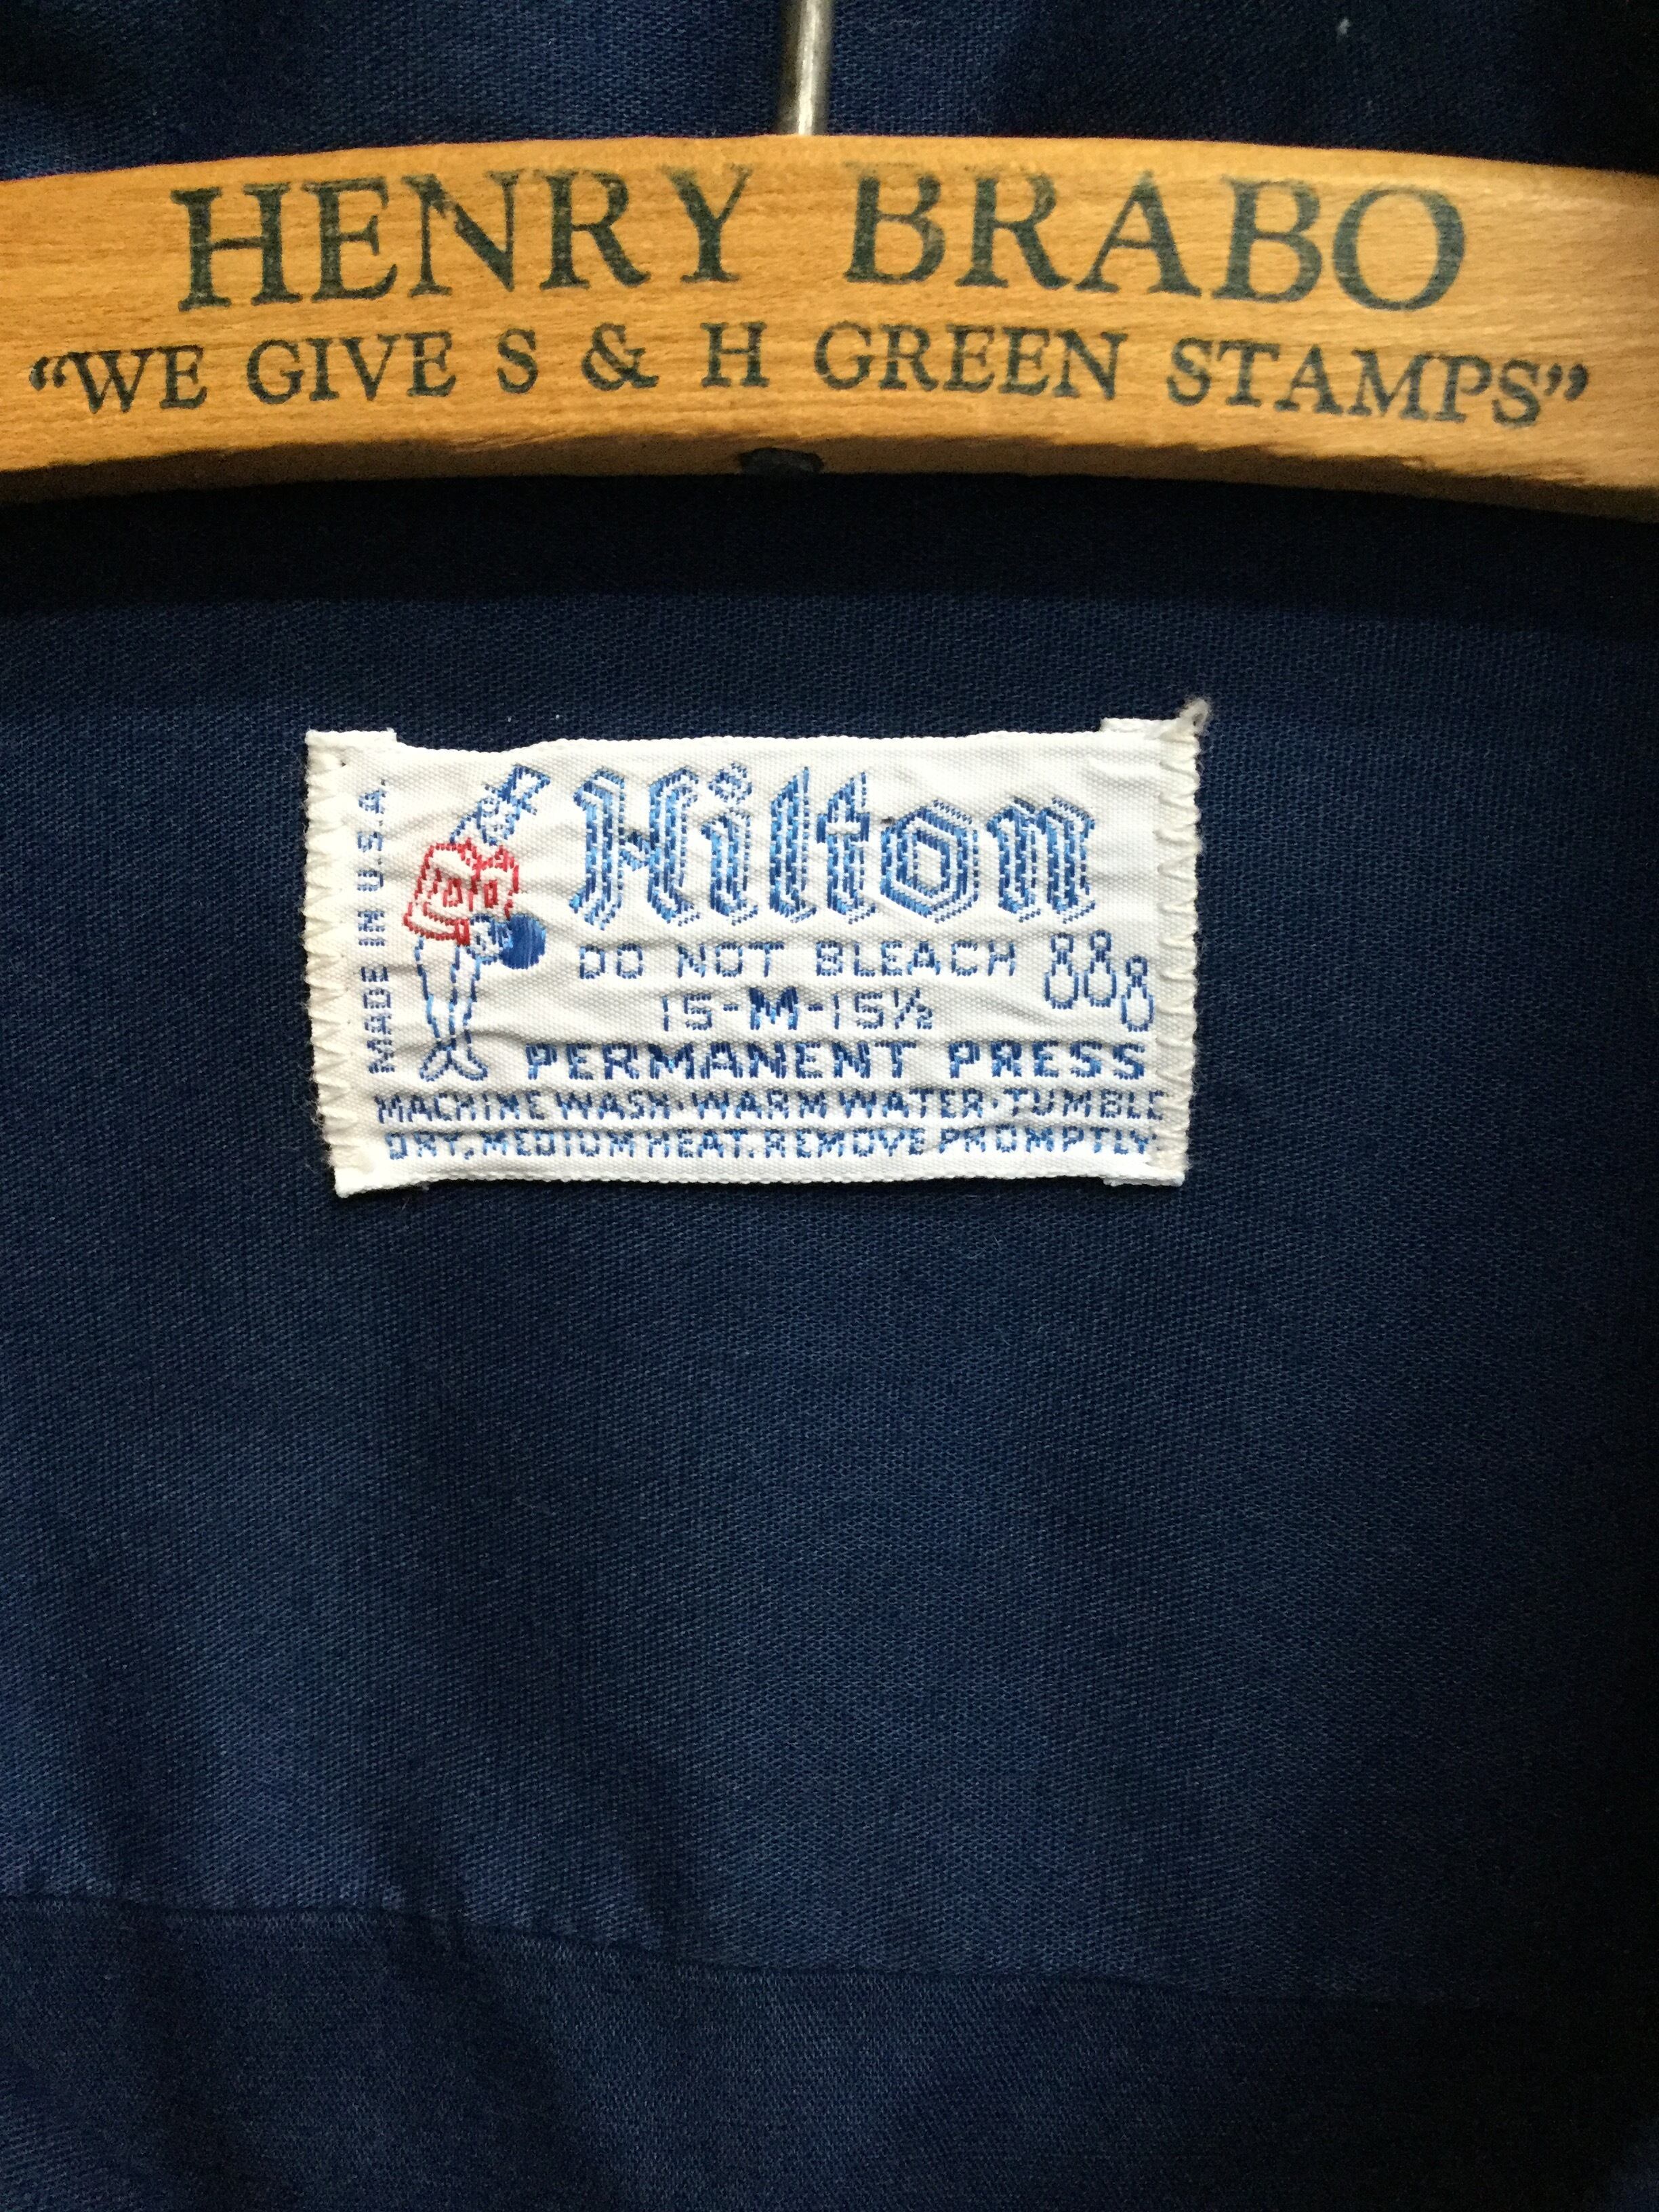 HENRY BRABO
“WE GIVE S & H GREEN STAMPS”
MADE IN U.S.A.
Hilton
DO NOT BLEACH
15-M-15½
PERMANENT PRESS
MACHINE WASH·WARM WATER·TUMBLE
DRY, MEDIUM HEAT. REMOVE PROMPTLY